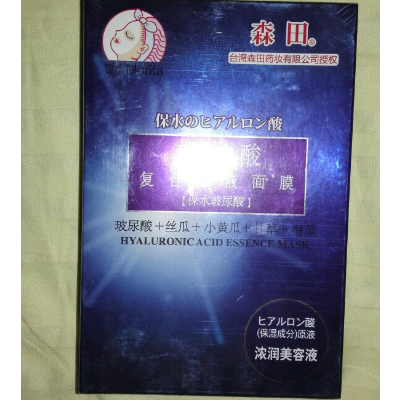 森田®
台湾森田药妆有限公司授权
保水のヒアルロン酸
酸
复 液面膜
【保水玻尿酸】
玻尿酸+丝瓜+小黄瓜+
HYALURONIC ACID ESSENCE MASK
ヒアルロン酸
(保湿成分)原液
浓润美容液